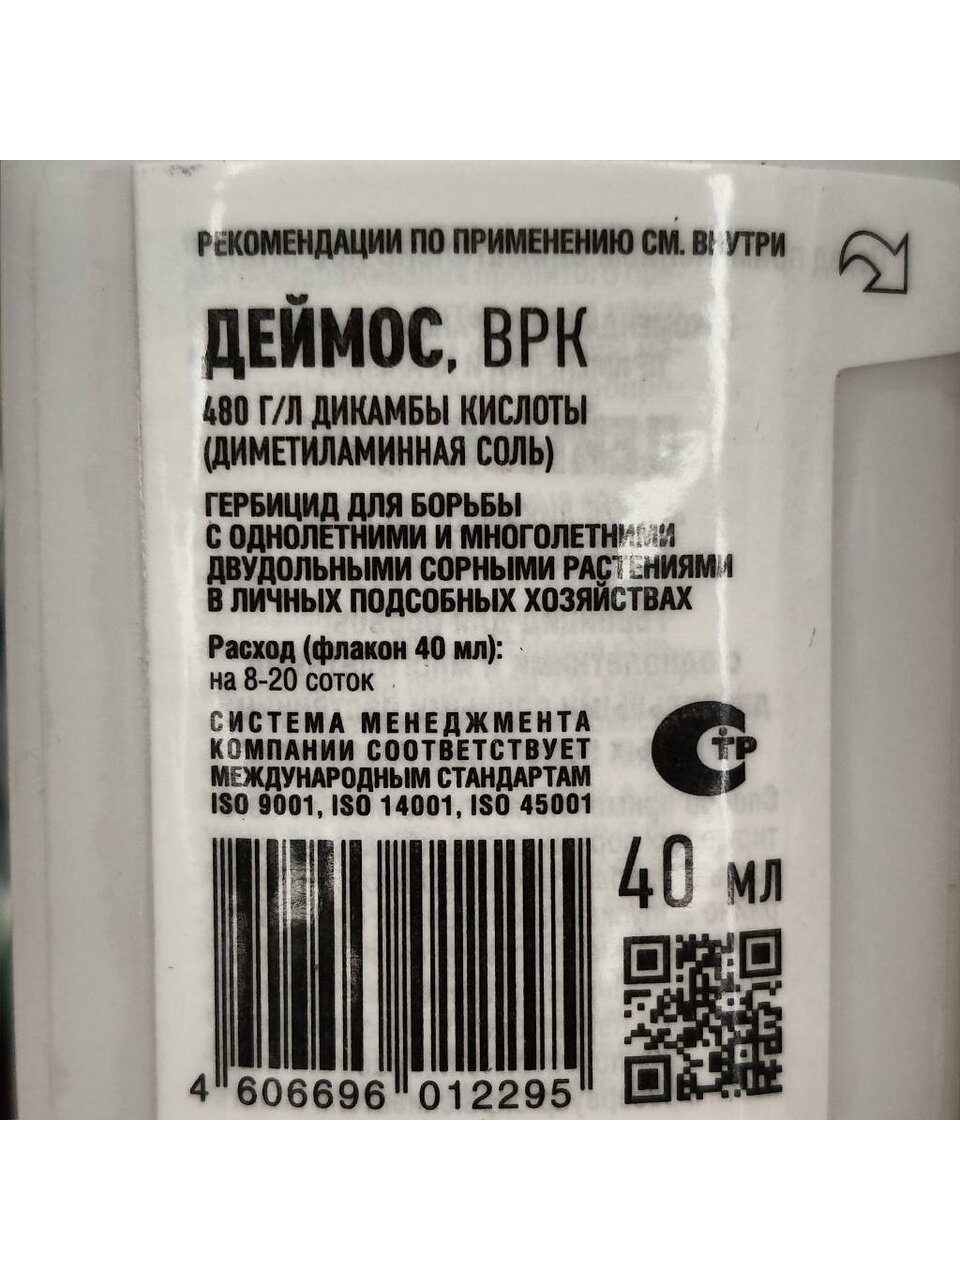 РЕКОМЕНДАЦИИ ПО ПРИМЕНЕНИЮ СМ. ВНУТРИ
ДЕЙМОС, ВРК
480 Г/Л ДИКАМБЫ КИСЛОТЫ
(ДИМЕТИЛАМИННАЯ СОЛЬ)
ГЕРБИЦИД ДЛЯ БОРЬБЫ
С ОДНОЛЕТНИМИ И МНОГОЛЕТНИМИ
ДВУДОЛЬНЫМИ СОРНЫМИ РАСТЕНИЯМИ
В ЛИЧНЫХ ПОДСОБНЫХ ХОЗЯЙСТВАХ
Расход (флакон 40 мл):
на 8-20 соток
СИСТЕМА МЕНЕДЖМЕНТА
КОМПАНИИ СООТВЕТСТВУЕТ
МЕЖДУНАРОДНЫМ СТАНДАРТАМ
ISO 9001, ISO 14001, ISO 45001
СТР
40 мл
4 606696 012295